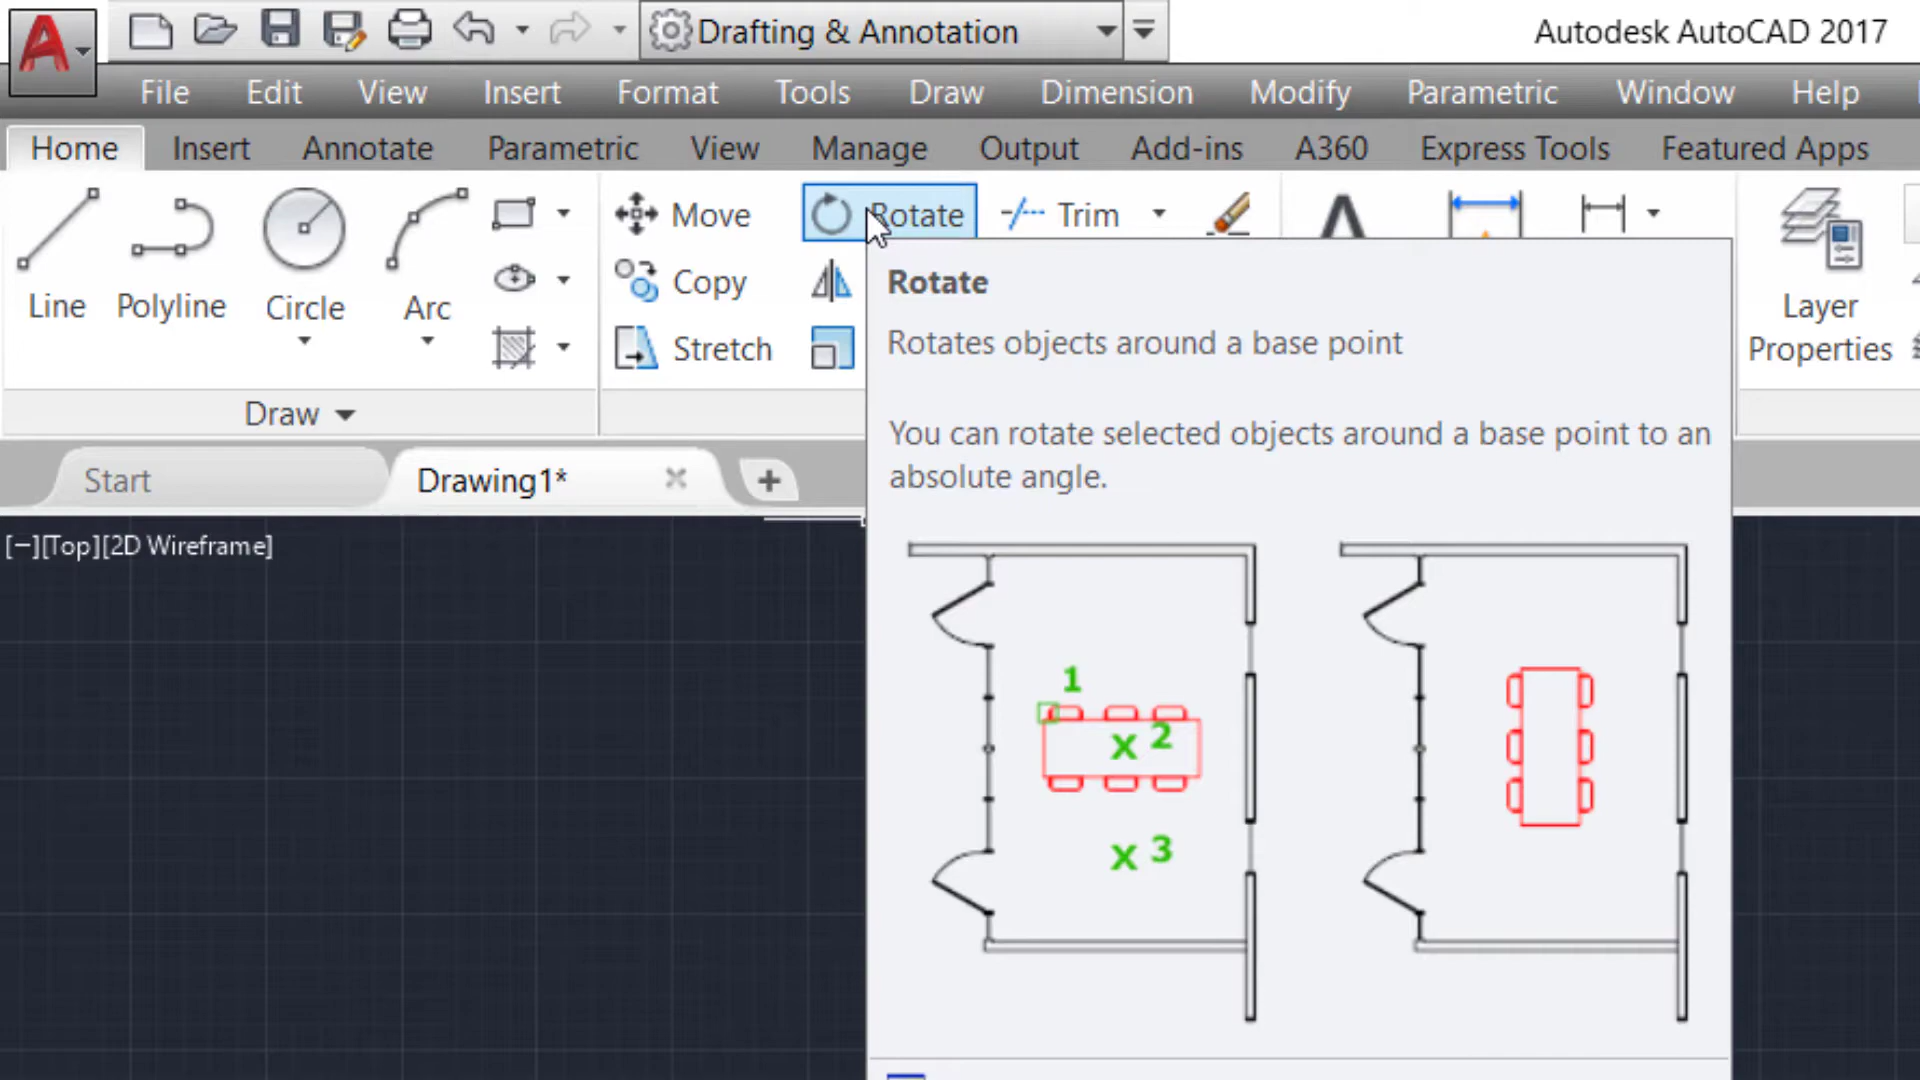 Drafting & Annotation
Autodesk AutoCAD 2017
File Edit View Insert Format Tools Draw Dimension Modify Parametric Window Help
Home Insert Annotate Parametric View Manage Output Add-ins A360 Express Tools Featured Apps
Move Rotate Trim
Line Polyline Circle Arc
Copy
Stretch
Layer
Properties
Draw
Rotate
Rotates objects around a base point
You can rotate selected objects around a base point to an
absolute angle.
Start Drawing1*
[−][Top][2D Wireframe]
1
X 2
X 3